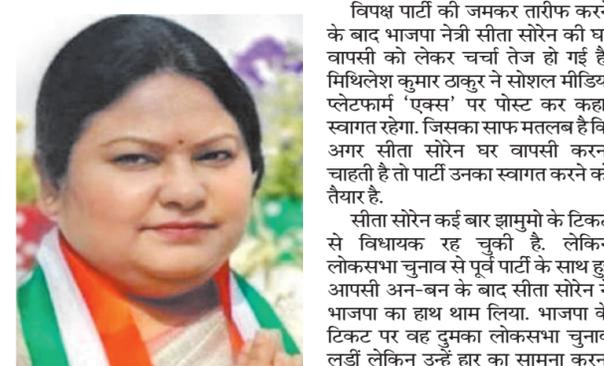 विपक्ष पार्टी की जमकर तारीफ करने
के बाद भाजपा नेत्री सीता सोरेन की घर
वापसी को लेकर चर्चा तेज हो गई है
मिथिलेश कुमार ठाकुर ने सोशल मीडिया
प्लेटफार्म ‘एक्स’ पर पोस्ट कर कहा
स्वागत रहेगा. जिसका साफ मतलब है कि
अगर सीता सोरेन घर वापसी करना
चाहती है तो पार्टी उनका स्वागत करने को
तैयार है.
सीता सोरेन कई बार झामुमो के टिकट
से विधायक रह चुकी है. लेकिन
लोकसभा चुनाव से पूर्व पार्टी के साथ हुए
आपसी अन-बन के बाद सीता सोरेन ने
भाजपा का हाथ थाम लिया. भाजपा के
टिकट पर वह दुमका लोकसभा चुनाव
लड़ीं लेकिन उन्हें हार का सामना करना